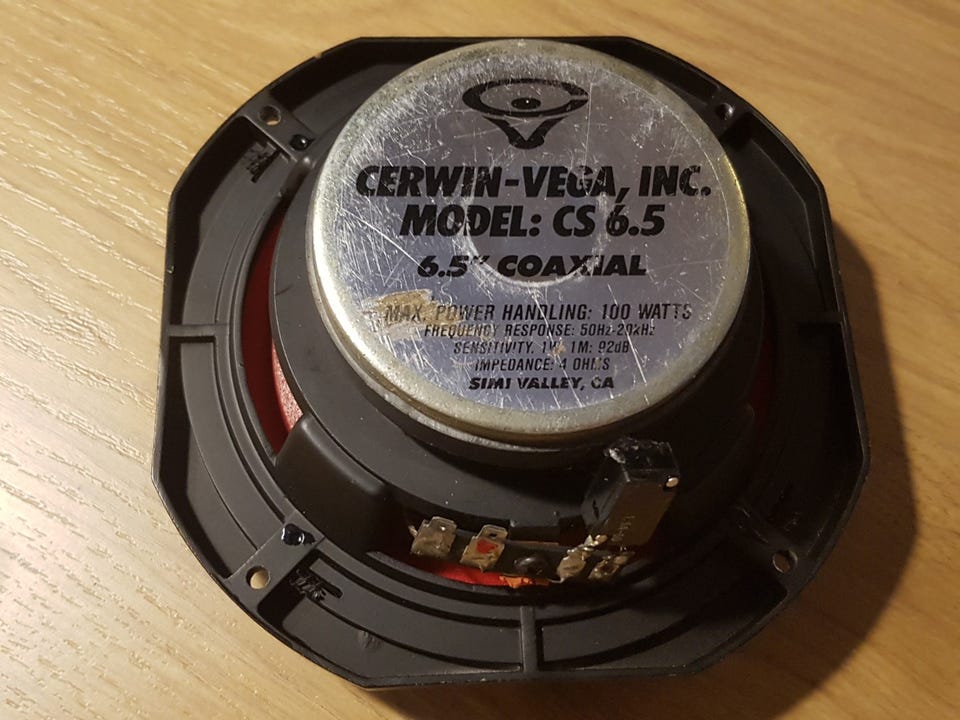 CERWIN-VEGA, INC.
MODEL: CS 6.5
6.5" COAXIAL
MAX. POWER HANDLING: 100 WATTS
FREQUENCY RESPONSE: 50Hz-20kHz
SENSITIVITY, 1W, 1M: 92dB
IMPEDANCE: 4 OHMS
SIMI VALLEY, CA